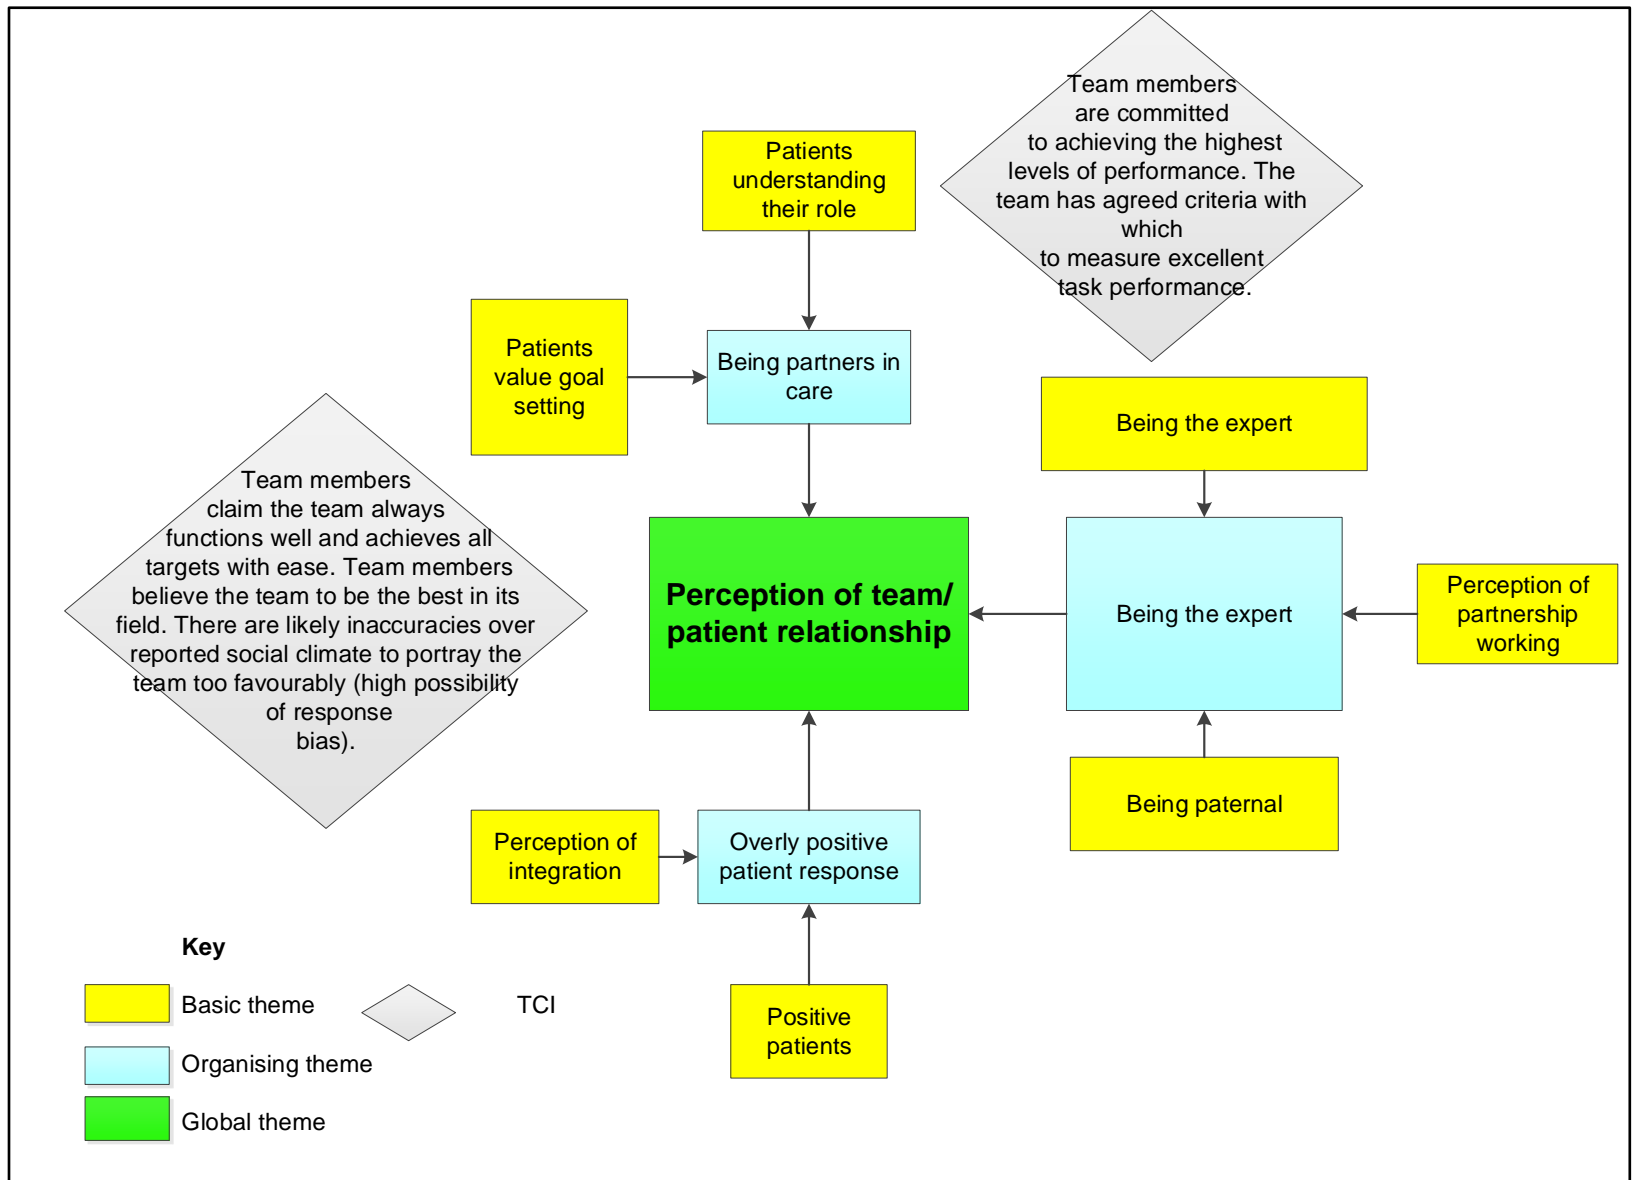 Team members
are committed
to achieving the highest
levels of performance. The
team has agreed criteria with
which
to measure excellent
task performance.
Patients
understanding
their role
Patients
value goal
setting
Being partners in
care
Being the expert
Team members
claim the team always
functions well and achieves all
targets with ease. Team members
believe the team to be the best in its
field. There are likely inaccuracies over
reported social climate to portray the
team too favourably (high possibility
of response
bias).
Perception of team/
patient relationship
Being the expert
Perception of
partnership
working
Being paternal
Perception of
integration
Overly positive
patient response
Positive
patients
Key
Basic theme
TCI
Organising theme
Global theme